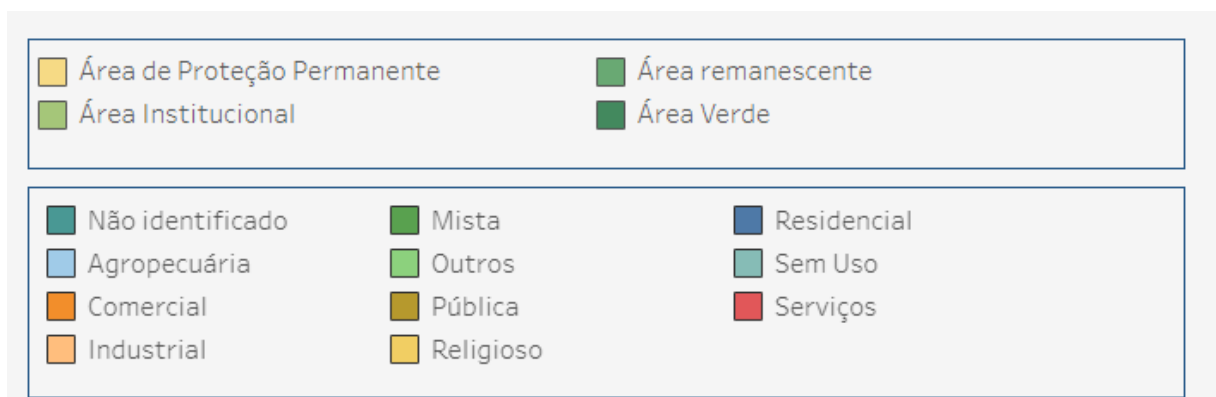 Área de Proteção Permanente
Área remanescente
Área Institucional
Área Verde
Não identificado
Mista
Residencial
Agropecuária
Outros
Sem Uso
Comercial
Pública
Serviços
Industrial
Religioso